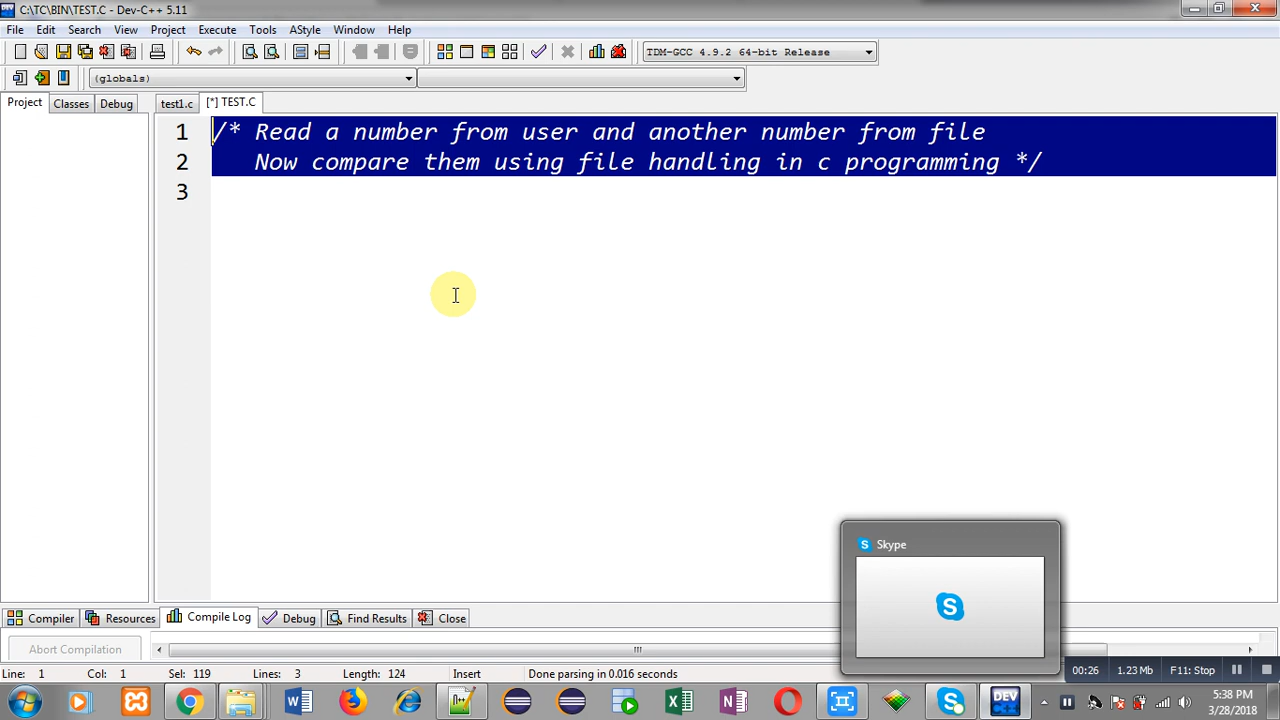 C:\TC\BIN\TEST.C - Dev-C++ 5.11
File Edit Search View Project Execute Tools AStyle Window Help
TDM-GCC 4.9.2 64-bit Release
(globals)
Project Classes Debug test1.c [*] TEST.C
1 /* Read a number from user and another number from file
2 Now compare them using file handling in c programming */
3
Skype
Compiler Resources Compile Log Debug Find Results Close
Abort Compilation
Line: 1 Col: 1 Sel: 119 Lines: 3 Length: 124 Insert Done parsing in 0.016 seconds
00:26 1.23 Mb F11: Stop
5:38 PM
3/28/2018